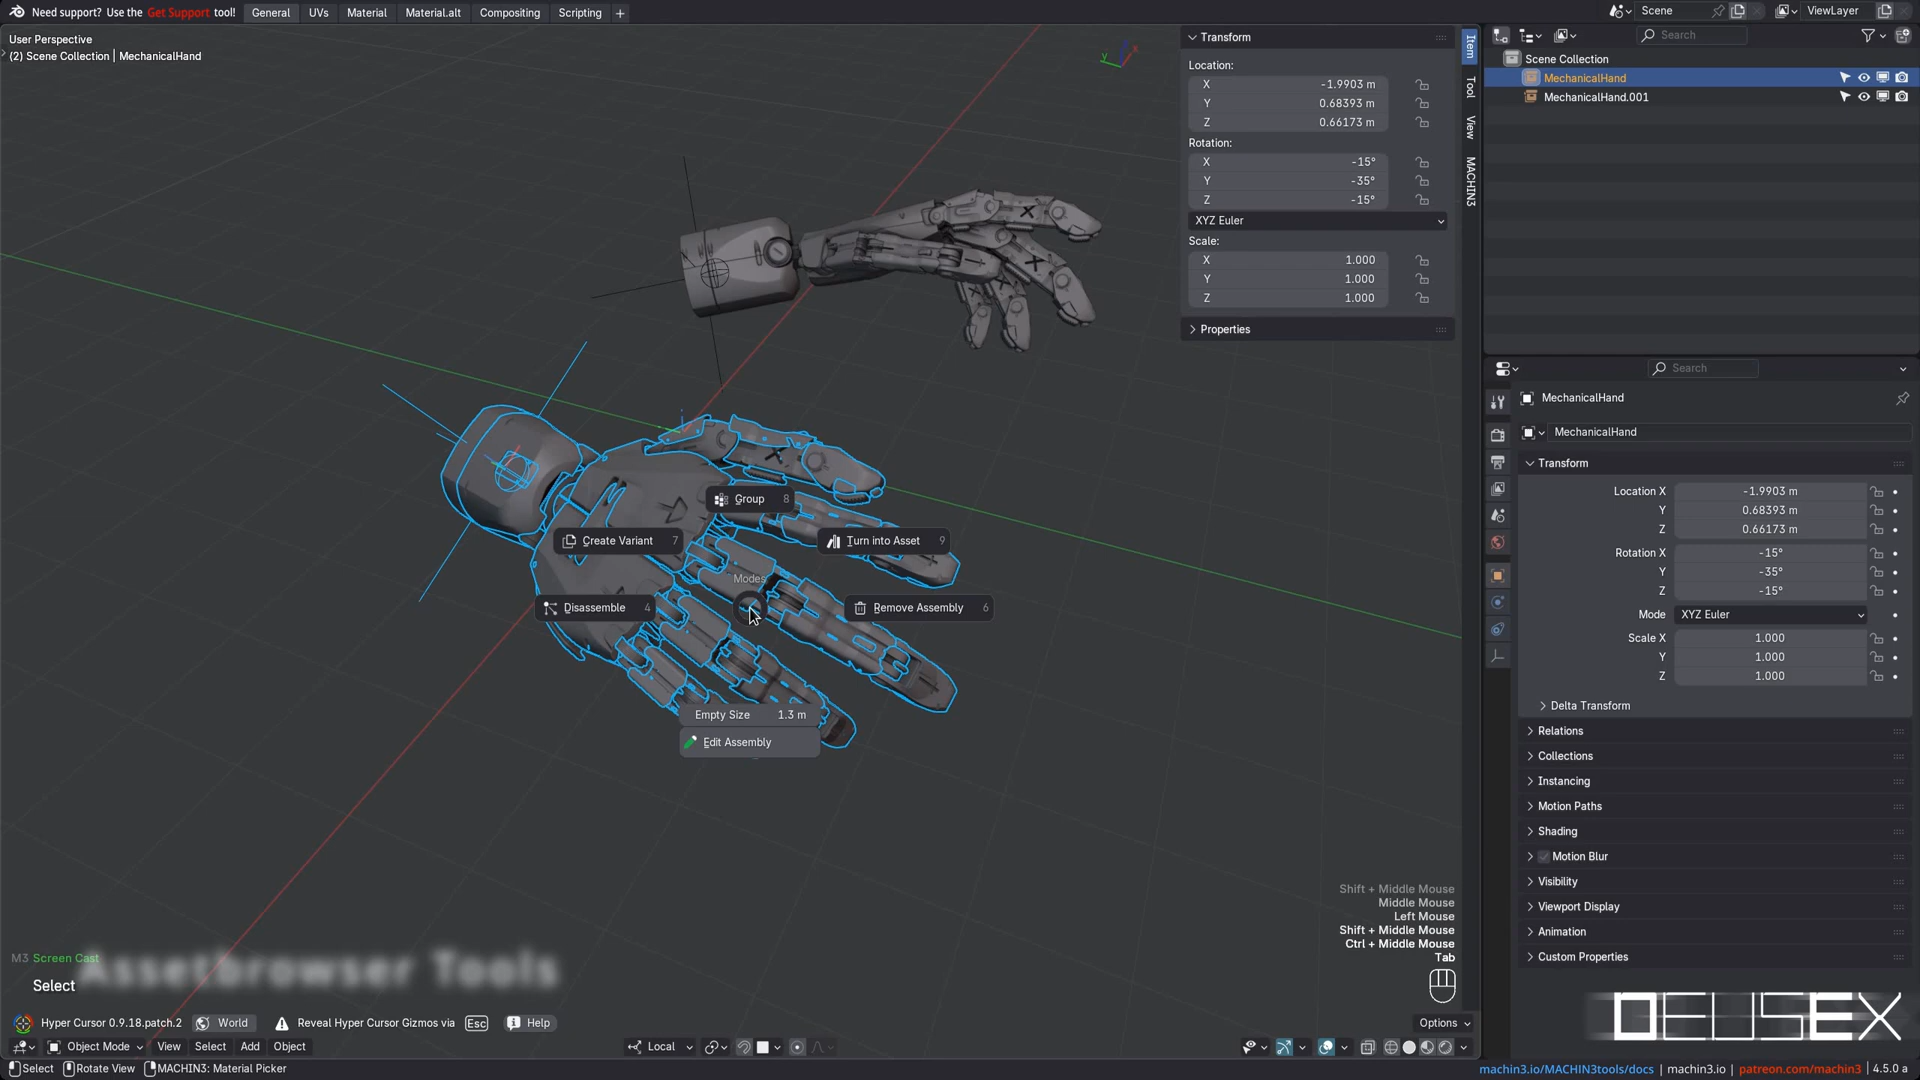 Need support? Use the Get Support tool!
General
UVs
Material
Material.alt
Compositing
Scripting
Scene
ViewLayer
User Perspective
(2) Scene Collection | MechanicalHand
Transform
Location:
X -1.9903 m
Y 0.68393 m
Z 0.66173 m
Rotation:
X -15°
Y -35°
Z -15°
XYZ Euler
Scale:
X 1.000
Y 1.000
Z 1.000
Properties
Item
Tool
View
MACHIN3
Search
Scene Collection
MechanicalHand
MechanicalHand.001
Search
MechanicalHand
MechanicalHand
Transform
Location X -1.9903 m
Y 0.68393 m
Z 0.66173 m
Rotation X -15°
Y -35°
Z -15°
Mode XYZ Euler
Scale X 1.000
Y 1.000
Z 1.000
Delta Transform
Relations
Collections
Instancing
Motion Paths
Shading
Motion Blur
Visibility
Viewport Display
Animation
Custom Properties
Group 8
Create Variant 7
Turn into Asset 9
Modes
Disassemble 4
Remove Assembly 6
Empty Size 1.3 m
Edit Assembly
Shift + Middle Mouse
Middle Mouse
Left Mouse
Shift + Middle Mouse
Ctrl + Middle Mouse
Tab
M3 Screen Cast
Assetbrowser Tools
Select
DEUSEX
Hyper Cursor 0.9.18.patch.2
World
Reveal Hyper Cursor Gizmos via Esc
Help
Options
Object Mode
View
Select
Add
Object
Local
Select
Rotate View
MACHIN3: Material Picker
machin3.io/MACHIN3tools/docs | machin3.io | patreon.com/machin3 | 4.5.0 a